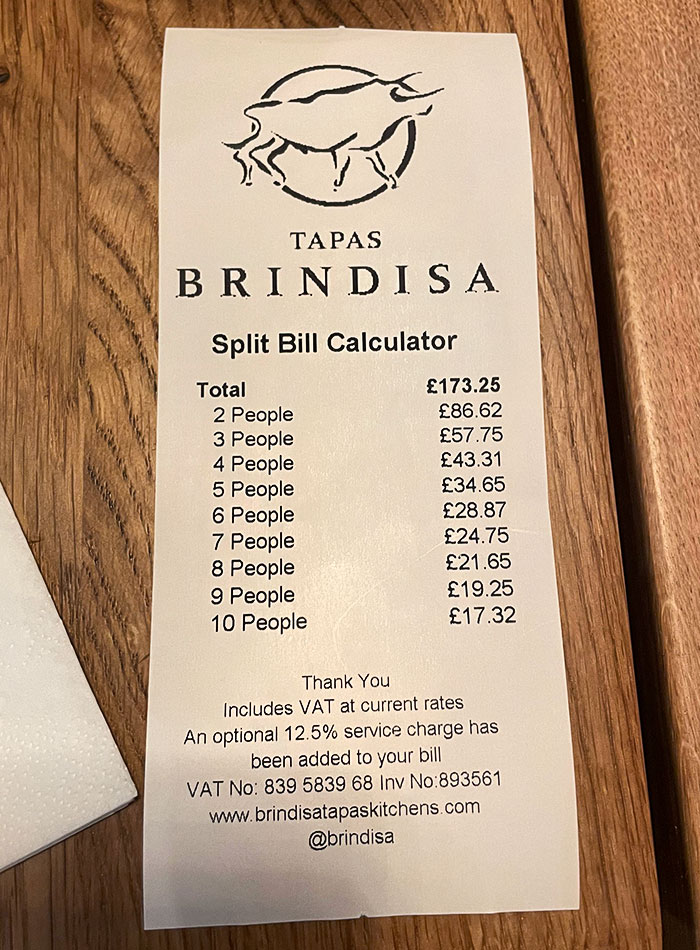 TAPAS
BRINDISA
Split Bill Calculator
Total £173.25
2 People £86.62
3 People £57.75
4 People £43.31
5 People £34.65
6 People £28.87
7 People £24.75
8 People £21.65
9 People £19.25
10 People £17.32
Thank You
Includes VAT at current rates
An optional 12.5% service charge has
been added to your bill
VAT No: 839 5839 68 Inv No:893561
www.brindisatapaskitchens.com
@brindisa